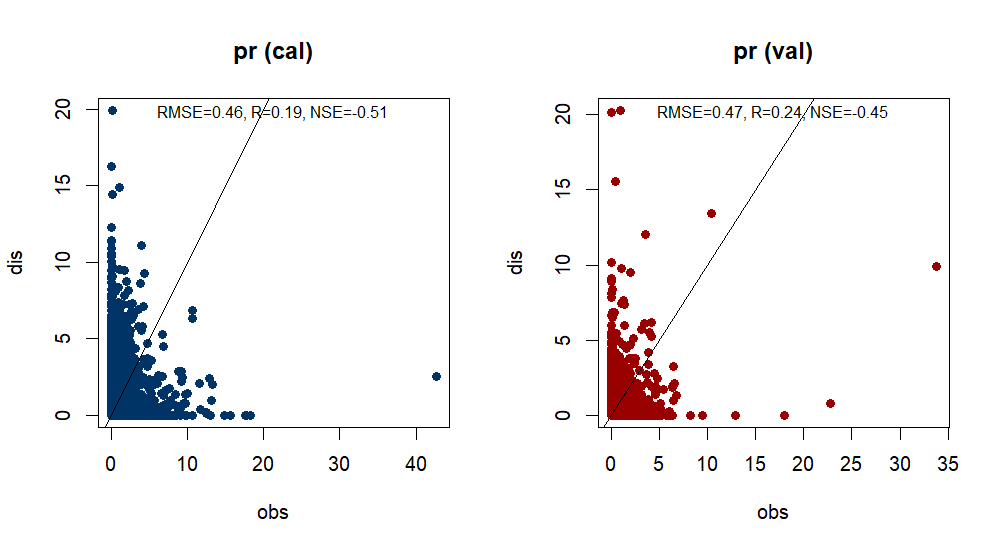 pr (cal)
RMSE=0.46, R=0.19, NSE=-0.51
dis
20
15
10
5
0
0 10 20 30 40
obs
pr (val)
RMSE=0.47, R=0.24, NSE=-0.45
dis
20
15
10
5
0
0 5 10 15 20 25 30 35
obs